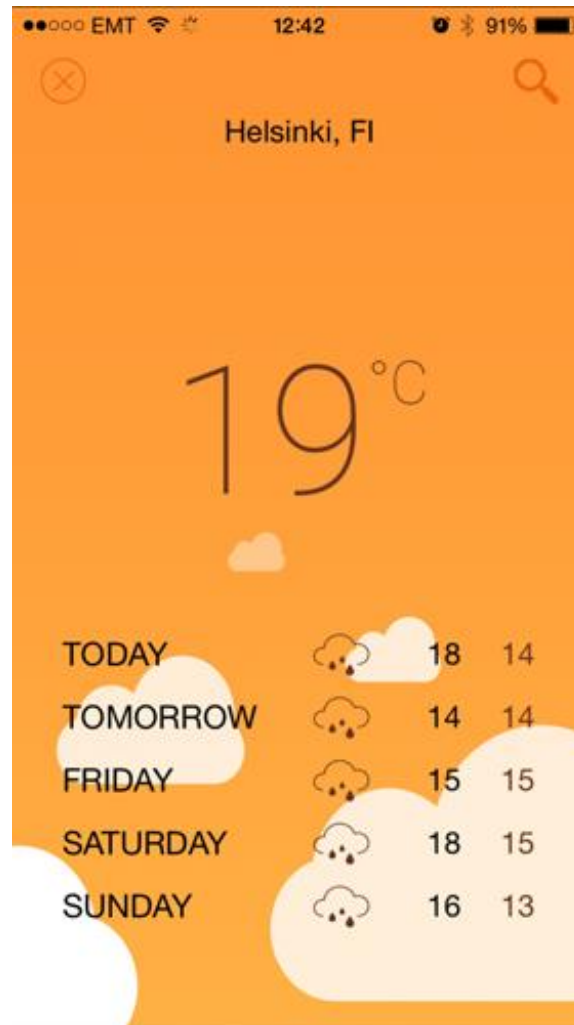 EMT 12:42 91%
Helsinki, FI
19 °C
TODAY 18 14
TOMORROW 14 14
FRIDAY 15 15
SATURDAY 18 15
SUNDAY 16 13